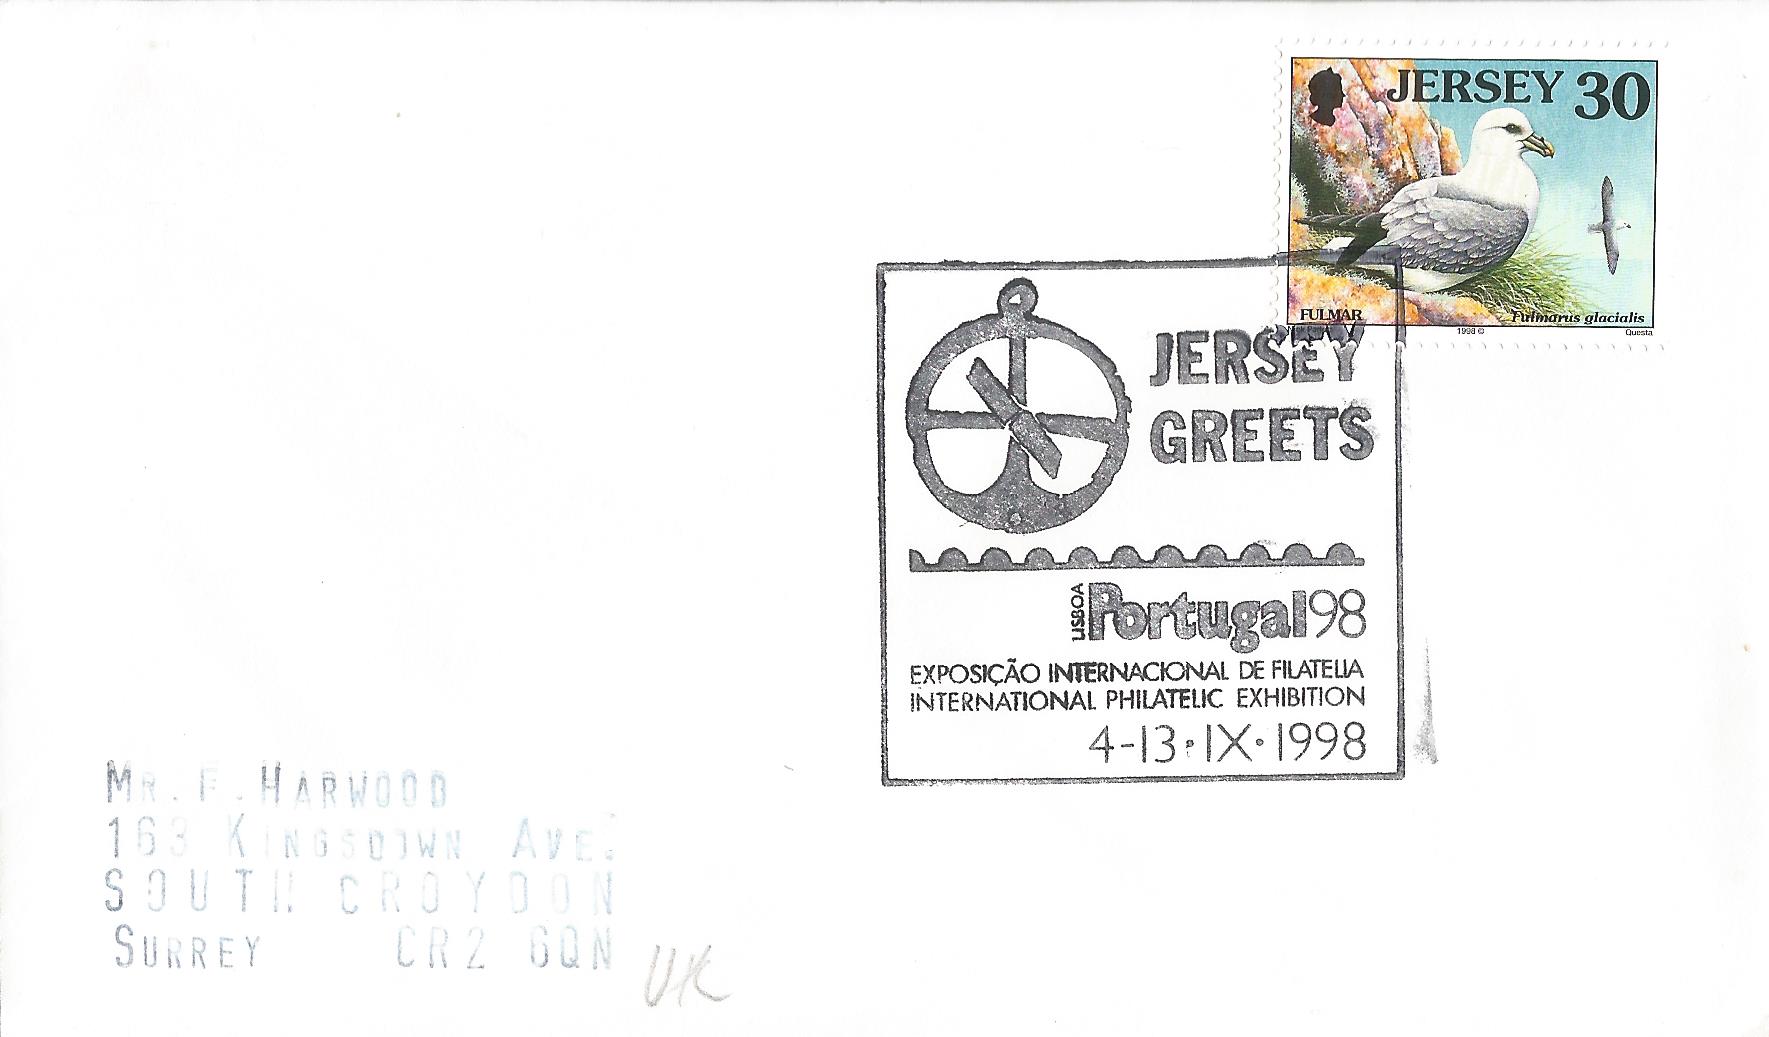 JERSEY 30
FULMAR
Fulmarus glacialis
1998 ©
Questa
JERSEY
GREETS
LISBOA
Portugal98
EXPOSIÇÃO INTERNACIONAL DE FILATELIA
INTERNATIONAL PHILATELIC EXHIBITION
4-13·IX·1998
MR. F. HARWOOD
163 KINGSDOWN AVE.
SOUTH CROYDON
SURREY CR2 6QN
UK